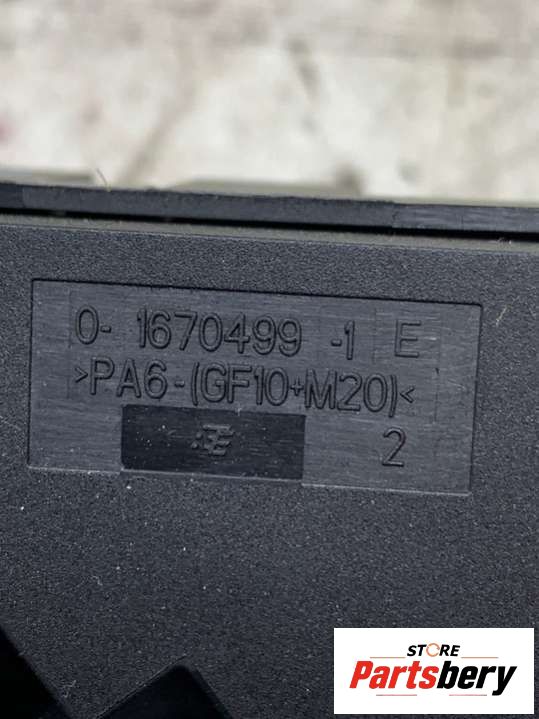 0- 1670499 -1 E
>PA6-(GF10+M20)<
2
STORE
Partsbery